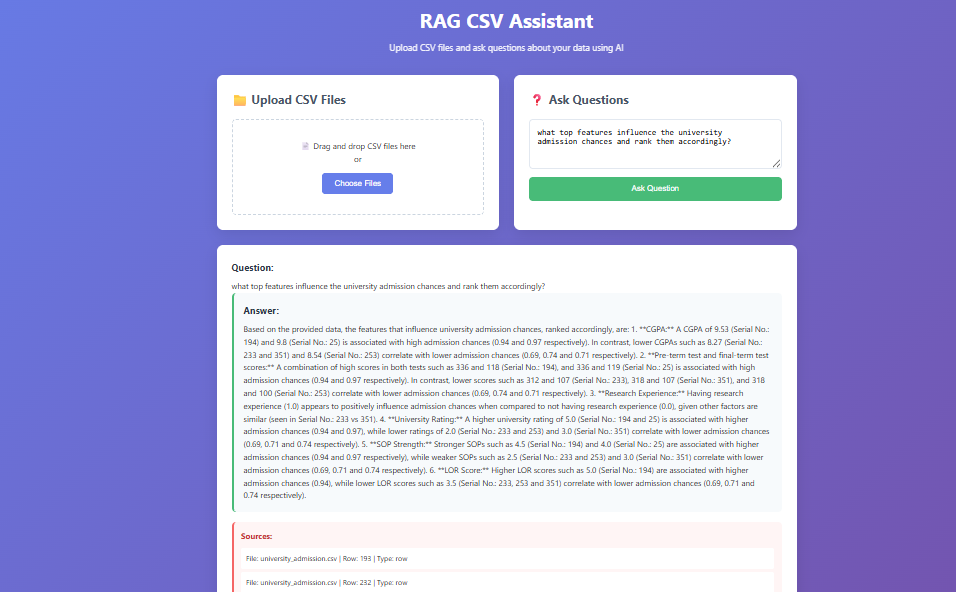 RAG CSV Assistant
Upload CSV files and ask questions about your data using AI
Upload CSV Files
Drag and drop CSV files here
or
Choose Files
Ask Questions
what top features influence the university
admission chances and rank them accordingly?
Ask Question
Question:
what top features influence the university admission chances and rank them accordingly?
Answer:
Based on the provided data, the features that influence university admission chances, ranked accordingly, are: 1. **CGPA:** A CGPA of 9.53 (Serial No.:
194) and 9.8 (Serial No.: 25) is associated with high admission chances (0.94 and 0.97 respectively). In contrast, lower CGPAs such as 8.27 (Serial No.:
233 and 351) and 8.54 (Serial No.: 253) correlate with lower admission chances (0.69, 0.74 and 0.71 respectively). 2. **Pre-term test and final-term test
scores:** A combination of high scores in both tests such as 336 and 118 (Serial No.: 194), and 336 and 119 (Serial No.: 25) is associated with high
admission chances (0.94 and 0.97 respectively). In contrast, lower scores such as 312 and 107 (Serial No.: 233), 318 and 107 (Serial No.: 351), and 318
and 100 (Serial No.: 253) correlate with lower admission chances (0.69, 0.74 and 0.71 respectively). 3. **Research Experience:** Having research
experience (1.0) appears to positively influence admission chances when compared to not having research experience (0.0), given other factors are
similar (seen in Serial No.: 233 vs 351). 4. **University Rating:** A higher university rating of 5.0 (Serial No.: 194 and 25) is associated with higher
admission chances (0.94 and 0.97), while lower ratings of 2.0 (Serial No.: 233 and 253) and 3.0 (Serial No.: 351) correlate with lower admission chances
(0.69, 0.71 and 0.74 respectively). 5. **SOP Strength:** Stronger SOPs such as 4.5 (Serial No.: 194) and 4.0 (Serial No.: 25) are associated with higher
admission chances (0.94 and 0.97 respectively), while weaker SOPs such as 2.5 (Serial No.: 233 and 253) and 3.0 (Serial No.: 351) correlate with lower
admission chances (0.69, 0.71 and 0.74 respectively). 6. **LOR Score:** Higher LOR scores such as 5.0 (Serial No.: 194) are associated with higher
admission chances (0.94), while lower LOR scores such as 3.5 (Serial No.: 233, 253 and 351) correlate with lower admission chances (0.69, 0.71 and
0.74 respectively).
Sources:
File: university_admission.csv | Row: 193 | Type: row
File: university_admission.csv | Row: 232 | Type: row